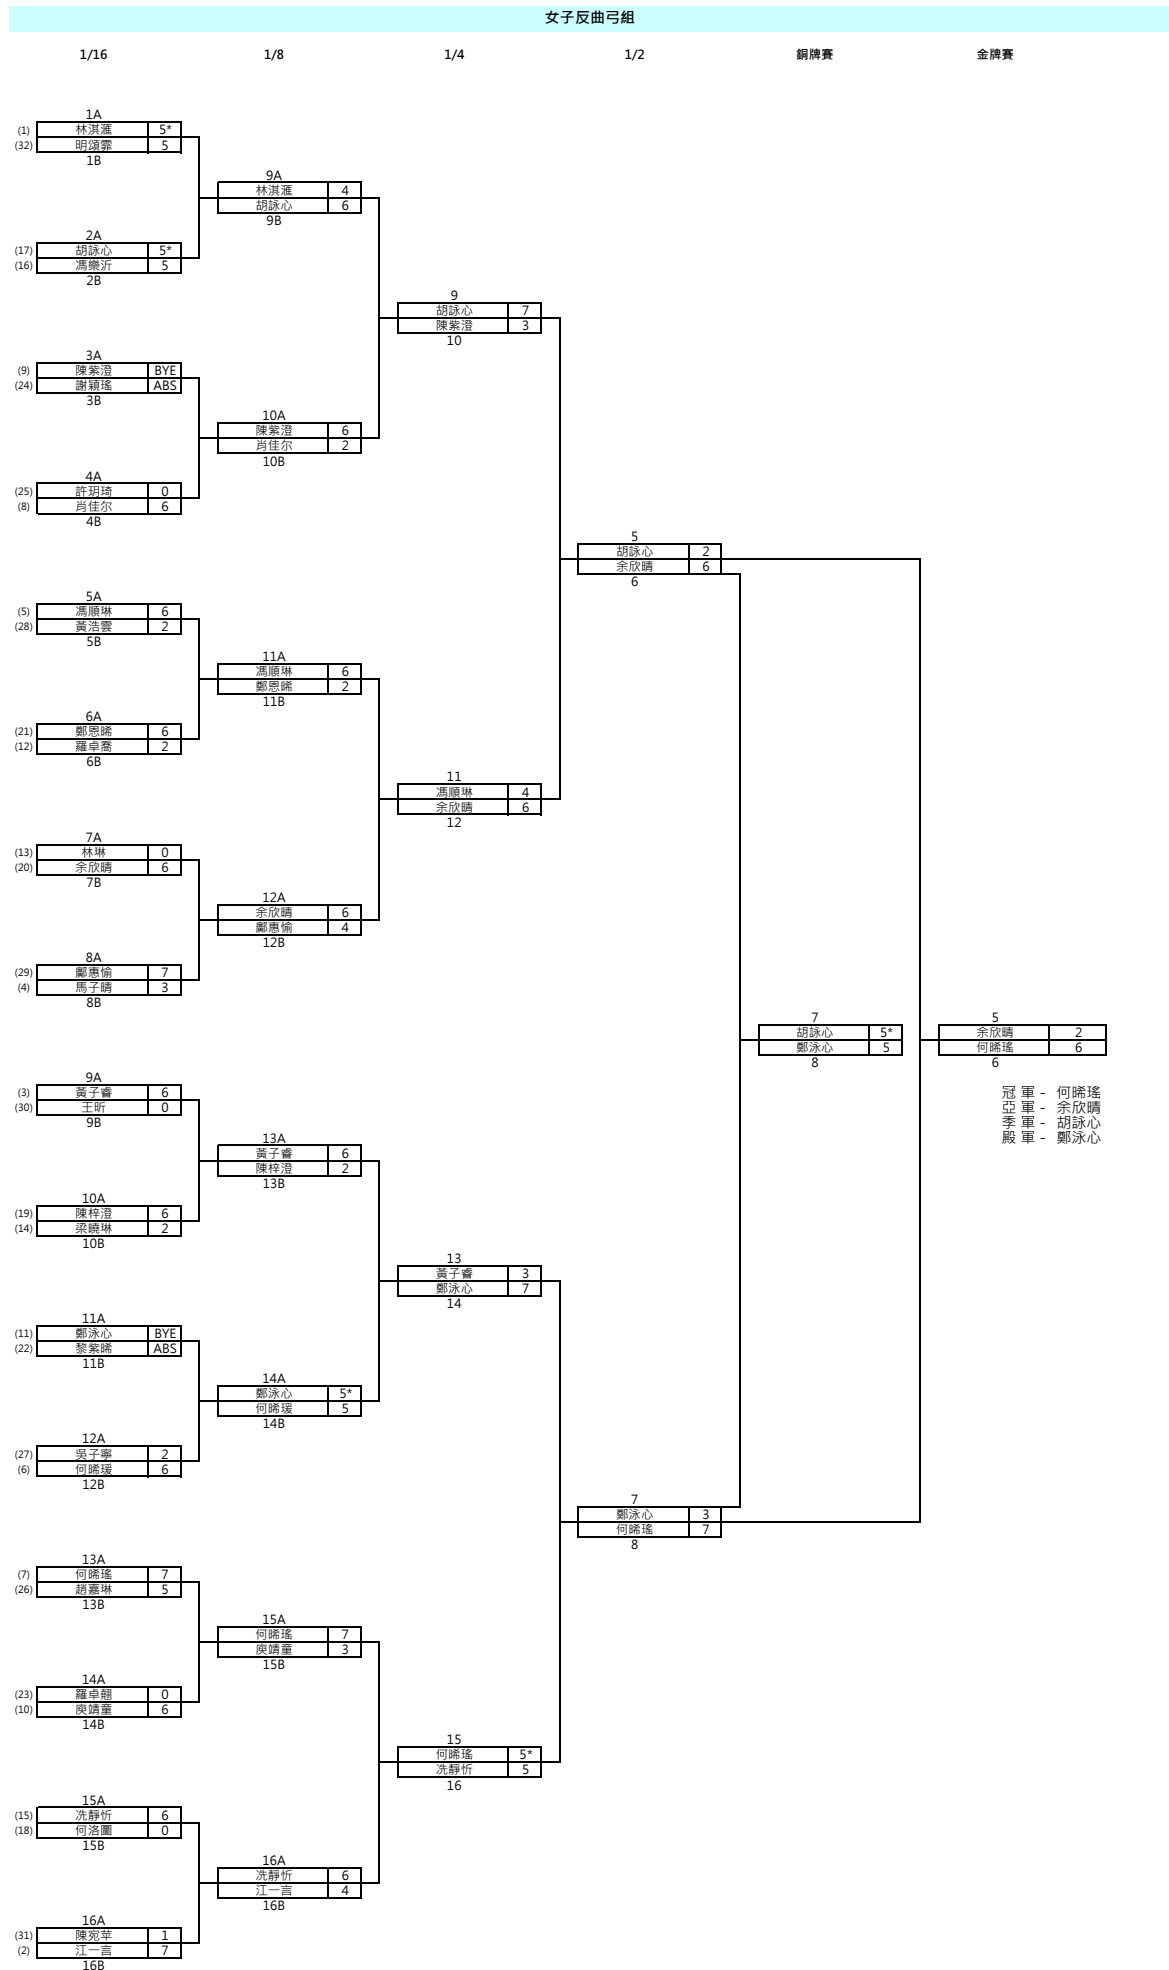 女子反曲弓組
1/16 1/8 1/4 1/2 銅牌賽 金牌賽
1A
(1) 林淇滙 5*
(32) 明頌霏 5
1B
9A
林淇滙 4
胡詠心 6
9B
2A
(17) 胡詠心 5*
(16) 馮樂沂 5
2B
9
胡詠心 7
陳紫澄 3
10
3A
(9) 陳紫澄 BYE
(24) 謝穎瑤 ABS
3B
10A
陳紫澄 6
肖佳尔 2
10B
4A
(25) 許玥琦 0
(8) 肖佳尔 6
4B
5
胡詠心 2
余欣晴 6
6
5A
(5) 馮順琳 6
(28) 黃浩雲 2
5B
11A
馮順琳 6
鄭恩晞 2
11B
6A
(21) 鄭恩晞 6
(12) 羅卓喬 2
6B
11
馮順琳 4
余欣晴 6
12
7A
(13) 林琳 0
(20) 余欣晴 6
7B
12A
余欣晴 6
鄺惠愉 4
12B
8A
(29) 鄺惠愉 7
(4) 馬子晴 3
8B
7
胡詠心 5*
鄭泳心 5
8
5
余欣晴 2
何晞瑤 6
6
冠 軍 - 何晞瑤
亞 軍 - 余欣晴
季 軍 - 胡詠心
殿 軍 - 鄭泳心
9A
(3) 黃子睿 6
(30) 王昕 0
9B
13A
黃子睿 6
陳梓澄 2
13B
10A
(19) 陳梓澄 6
(14) 梁曉琳 2
10B
13
黃子睿 3
鄭泳心 7
14
11A
(11) 鄭泳心 BYE
(22) 黎紫晞 ABS
11B
14A
鄭泳心 5*
何晞瑗 5
14B
12A
(27) 吳子寧 2
(6) 何晞瑗 6
12B
7
鄭泳心 3
何晞瑤 7
8
13A
(7) 何晞瑤 7
(26) 趙嘉琳 5
13B
15A
何晞瑤 7
庾靖童 3
15B
14A
(23) 羅卓翹 0
(10) 庾靖童 6
14B
15
何晞瑤 5*
冼靜忻 5
16
15A
(15) 冼靜忻 6
(18) 何洛圖 0
15B
16A
冼靜忻 6
江一言 4
16B
16A
(31) 陳宛苹 1
(2) 江一言 7
16B